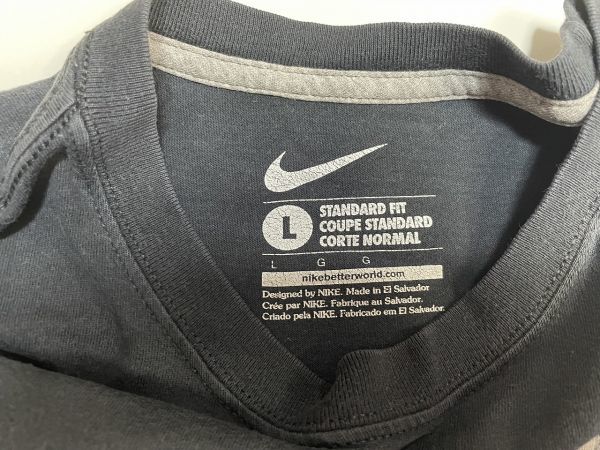 L
STANDARD FIT
COUPE STANDARD
CORTE NORMAL
L G G
nikebetterworld.com
Designed by NIKE. Made in El Salvador
Crée par NIKE. Fabrique au Salvador.
Criado pela NIKE. Fabricado em El Salvador.